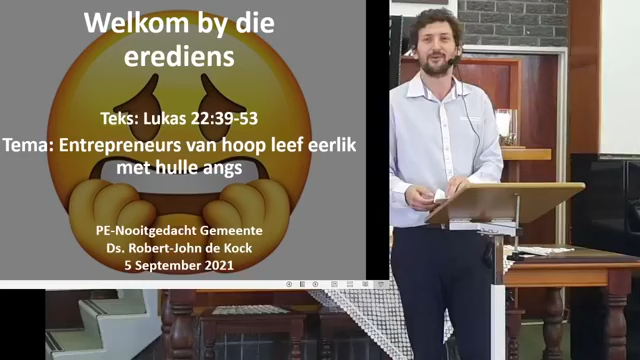 Welkom by die
erediens
Teks: Lukas 22:39-53
Tema: Entrepreneurs van hoop leef eerlik
met hulle angs
PE-Nooitgedacht Gemeente
Ds. Robert-John de Kock
5 September 2021